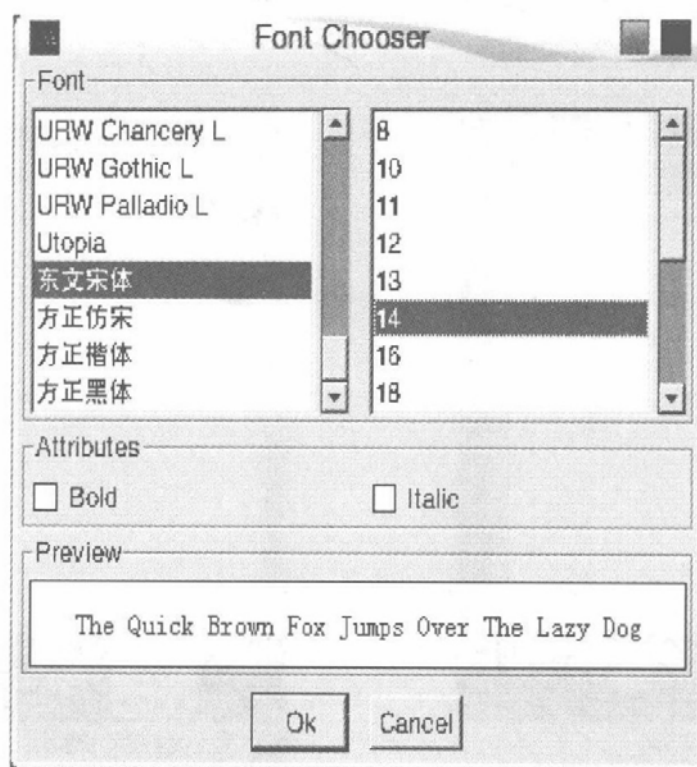 Font Chooser
Font
URW Chancery L
URW Gothic L
URW Palladio L
Utopia
东文宋体
方正仿宋
方正楷体
方正黑体
8
10
11
12
13
14
16
18
Attributes
Bold
Italic
Preview
The Quick Brown Fox Jumps Over The Lazy Dog
Ok
Cancel